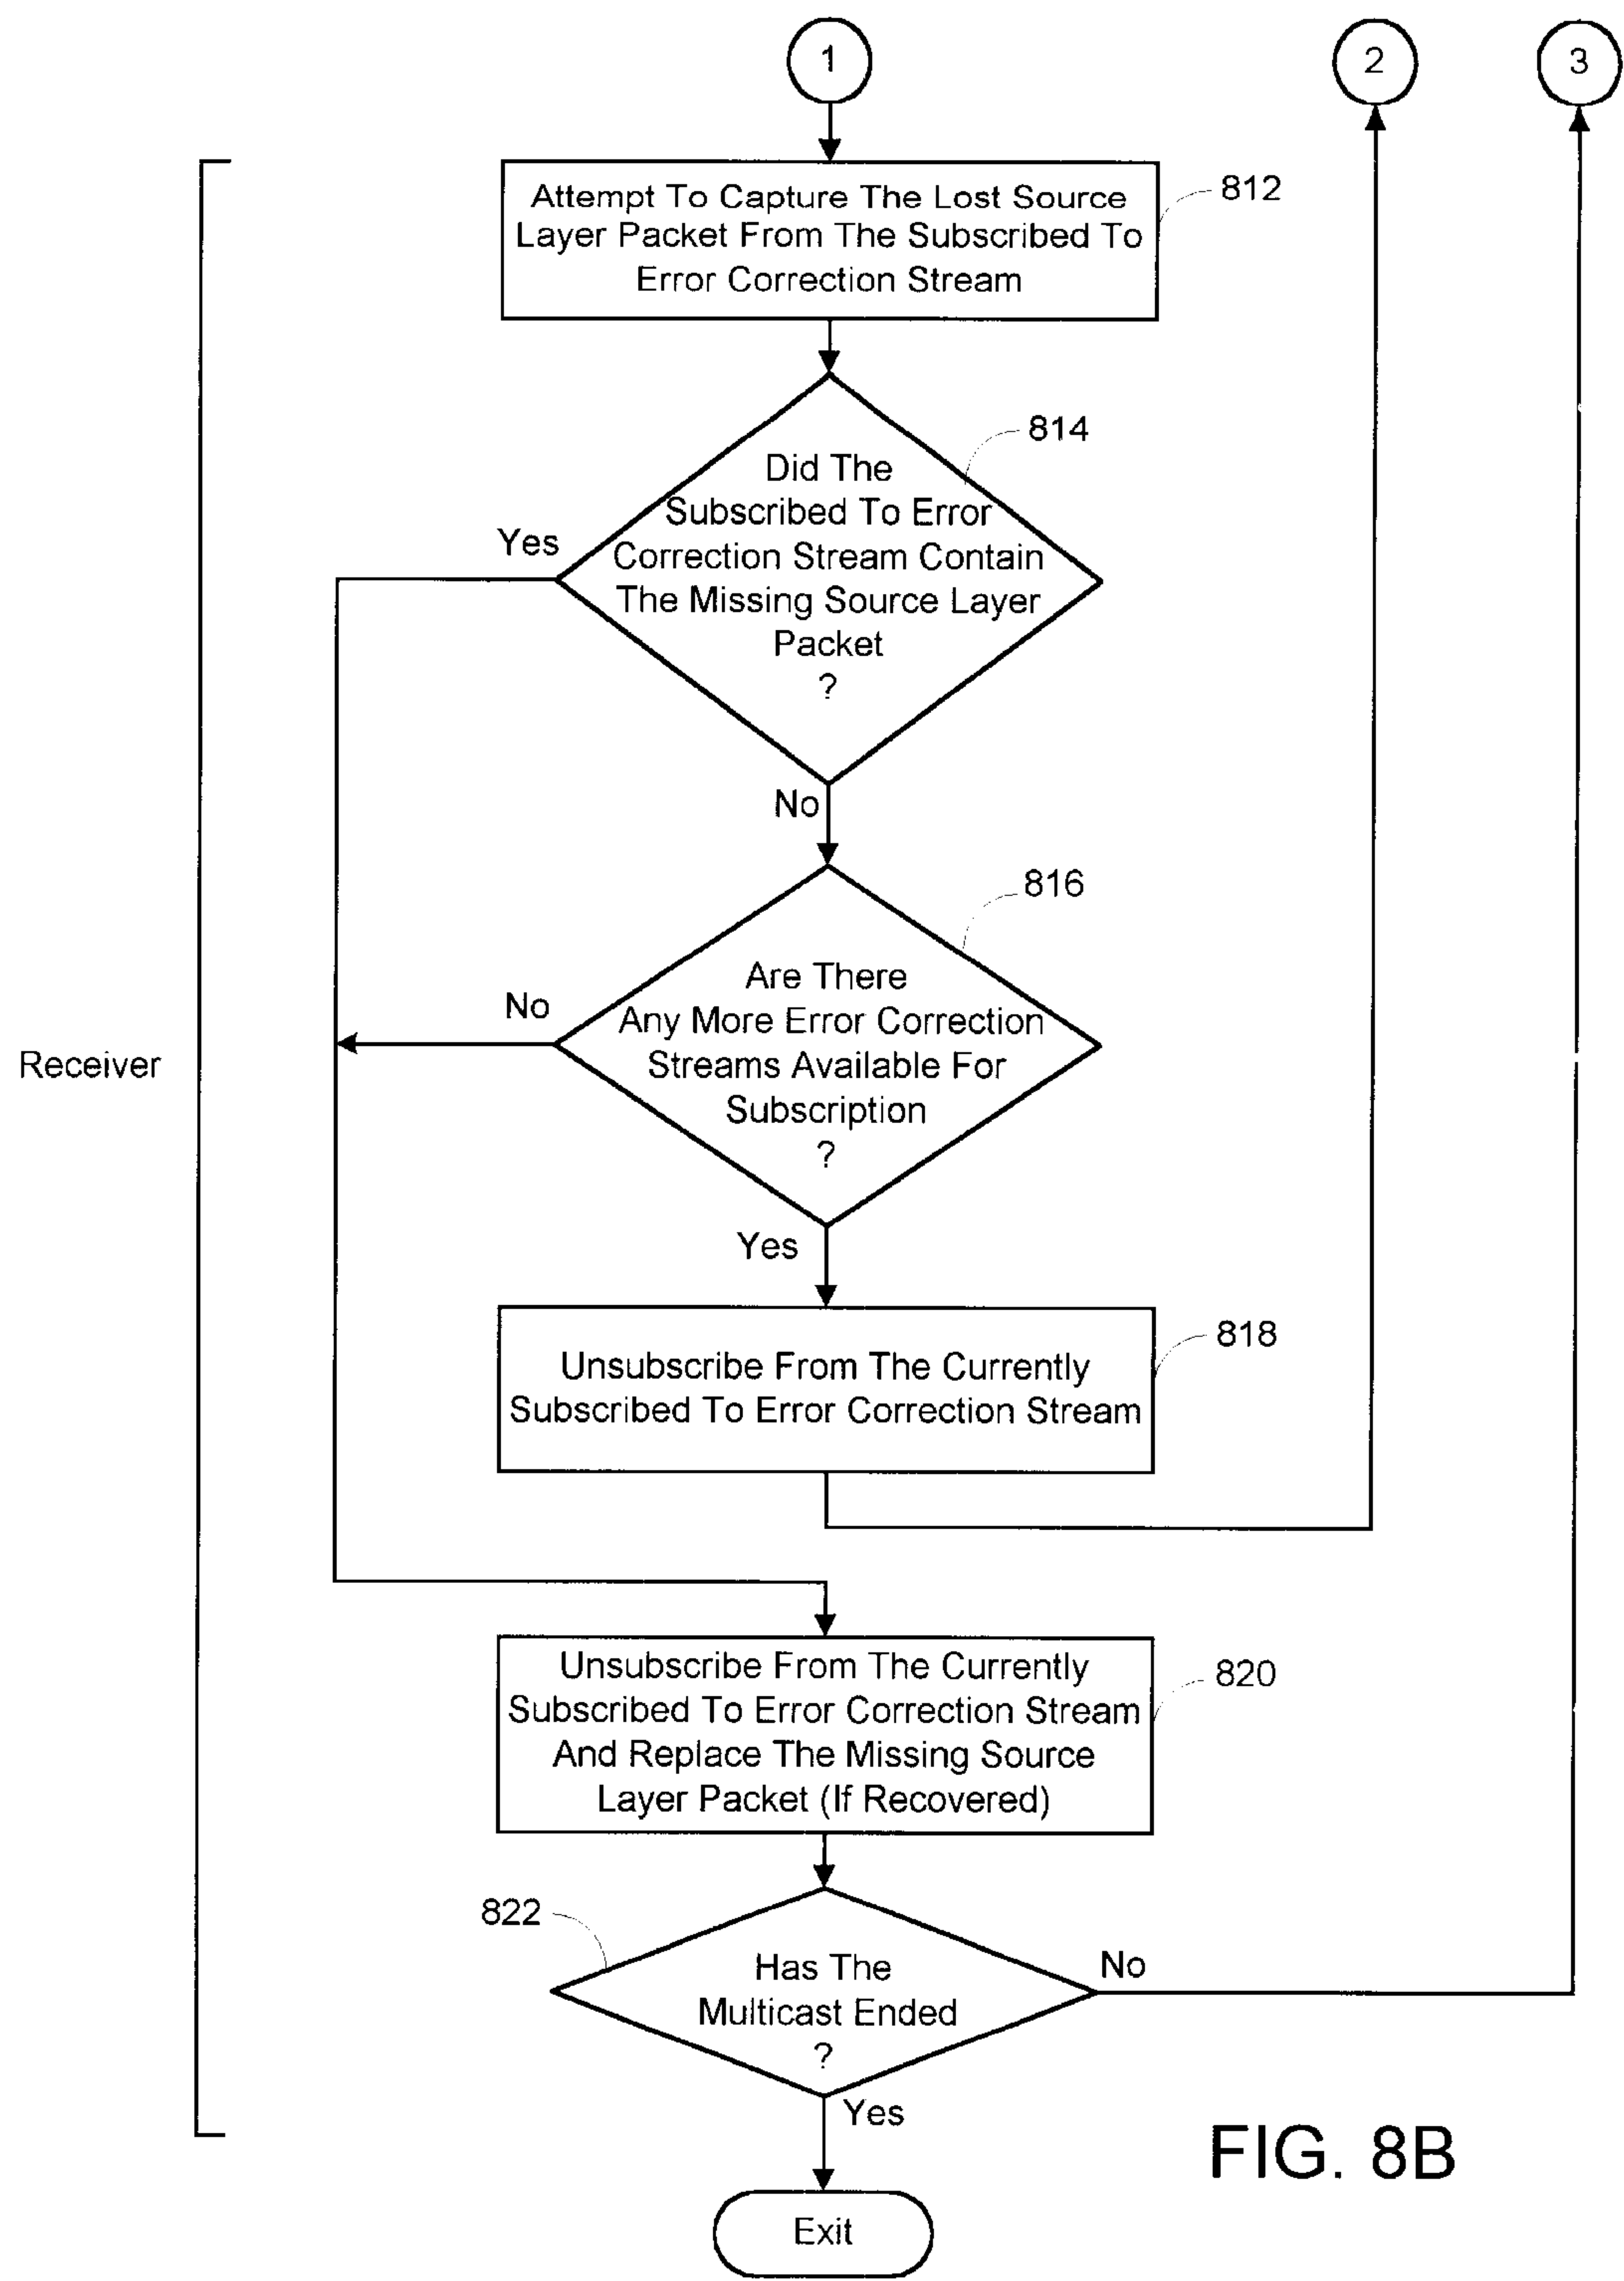 1
2
3
Attempt To Capture The Lost Source
Layer Packet From The Subscribed To
Error Correction Stream
812
814
Did The
Subscribed To Error
Correction Stream Contain
The Missing Source Layer
Packet
?
Yes
No
816
Are There
Any More Error Correction
Streams Available For
Subscription
?
No
Receiver
Yes
818
Unsubscribe From The Currently
Subscribed To Error Correction Stream
Unsubscribe From The Currently
Subscribed To Error Correction Stream
And Replace The Missing Source
Layer Packet (If Recovered)
820
822
Has The
Multicast Ended
?
No
Yes
Exit
FIG. 8B